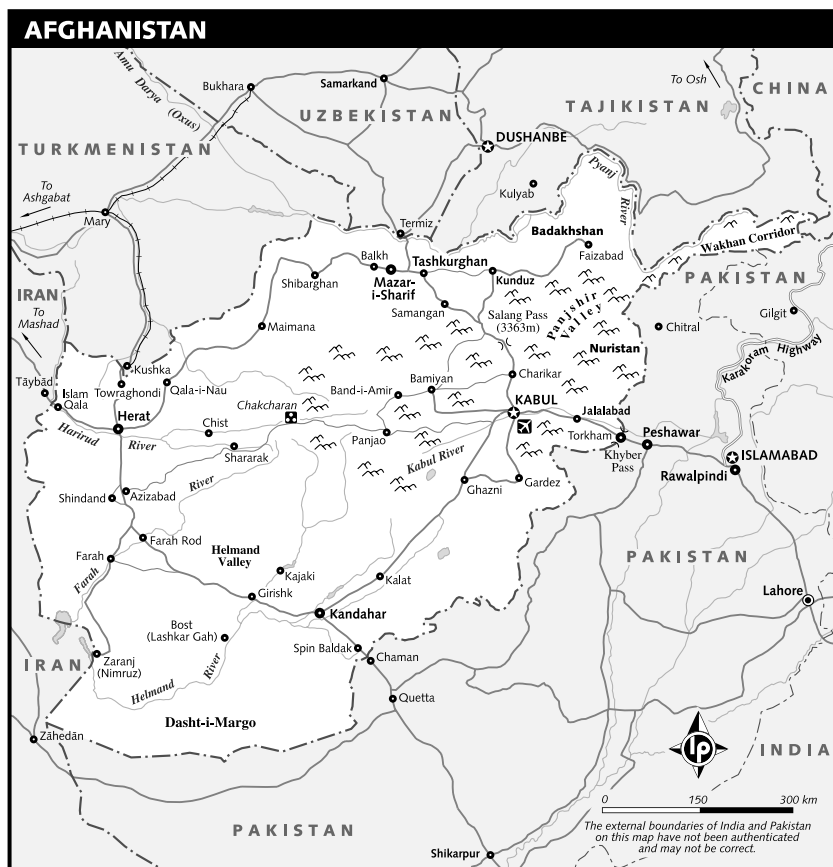 AFGHANISTAN
Amu Darya (Oxus)
Bukhara
Samarkand
To Osh
CHINA
UZBEKISTAN
TAJIKISTAN
DUSHANBE
TURKMENISTAN
Pyanj River
Kulyab
To
Ashgabat
Mary
Termiz
Badakhshan
Faizabad
Wakhan Corridor
Balkh
Tashkurghan
Mazar-
i-Sharif
Kunduz
PAKISTAN
Shibarghan
IRAN
To
Mashad
Samangan
Salang Pass
(3363m)
Panjshir
Valley
Gilgit
Maimana
Chitral
Nuristan
Karakoram Highway
Kushka
Tāybād
Islam
Qala
Towraghondi
Qala-i-Nau
Band-i-Amir
Bamiyan
Charikar
Herat
Chakcharan
KABUL
Jalalabad
Harirud River
Chist
Panjao
Torkham
Peshawar
Khyber
Pass
ISLAMABAD
Rawalpindi
Shararak
Kabul River
Shindand
Azizabad
River
Ghazni
Gardez
Farah Rod
Farah
Helmand
Valley
PAKISTAN
Farah
Kajaki
Kalat
Girishk
Lahore
Kandahar
Bost
(Lashkar Gah)
Spin Baldak
Chaman
IRAN
Zaranj
(Nimruz)
Helmand River
Quetta
Dasht-i-Margo
Zāhedān
lp
INDIA
0 150 300 km
The external boundaries of India and Pakistan
on this map have not been authenticated
and may not be correct.
PAKISTAN
Shikarpur